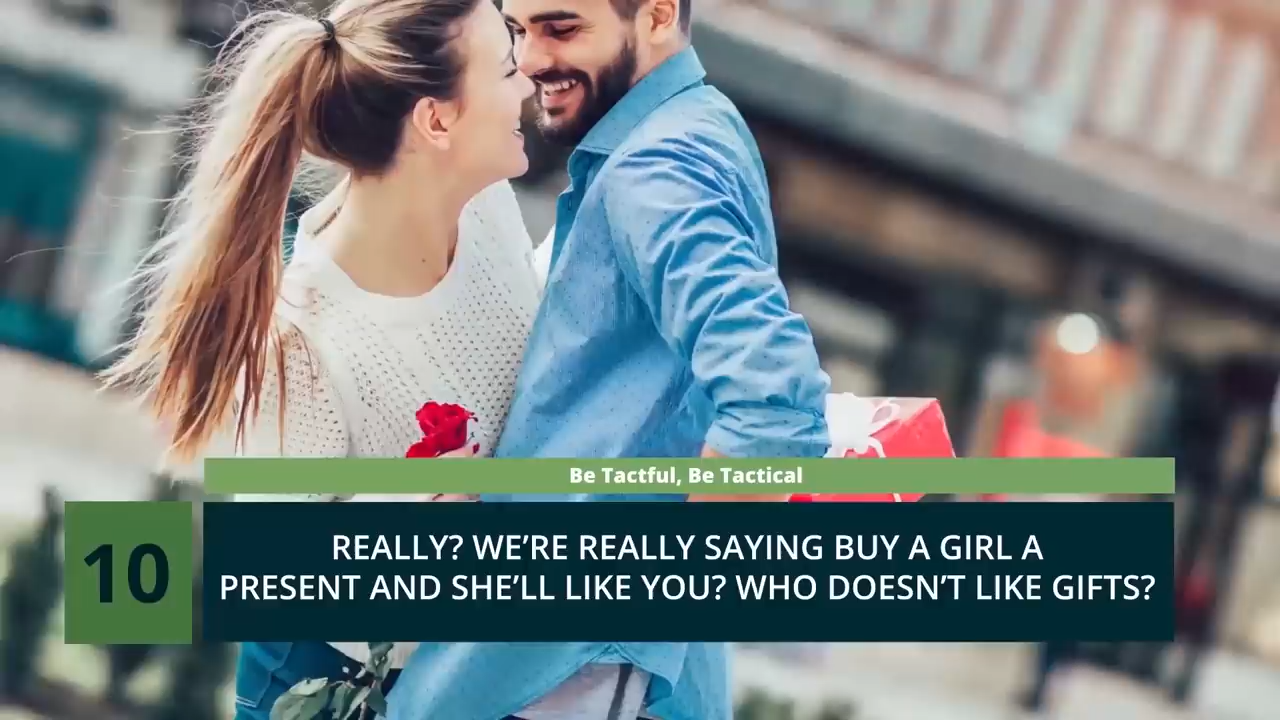 Be Tactful, Be Tactical
10
REALLY? WE’RE REALLY SAYING BUY A GIRL A
PRESENT AND SHE’LL LIKE YOU? WHO DOESN’T LIKE GIFTS?